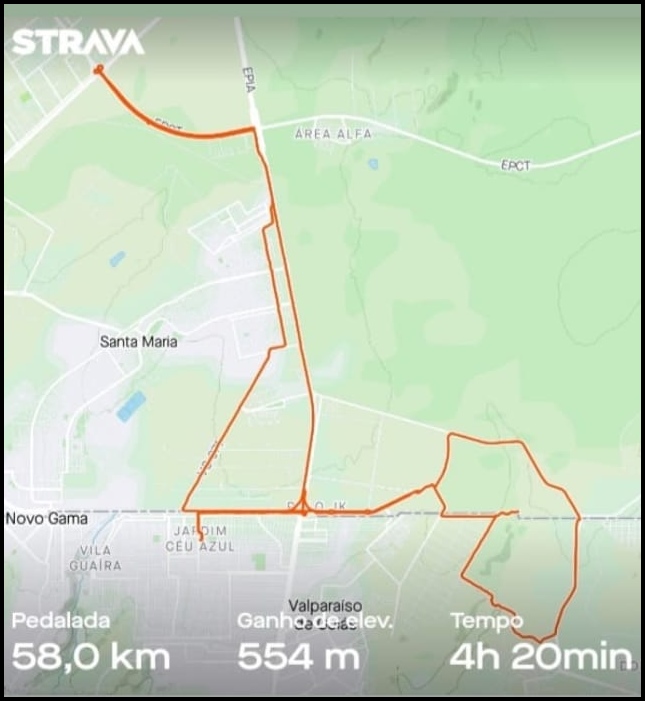 STRAVA
EPIA
EPCT
ÁREA ALFA
EPCT
Santa Maria
Novo Gama
JARDIM
CÉU AZUL
VILA
GUAÍRA
Valparaíso
de Goiás
Pedalada
Ganho de elev.
Tempo
58,0 km
554 m
4h 20min